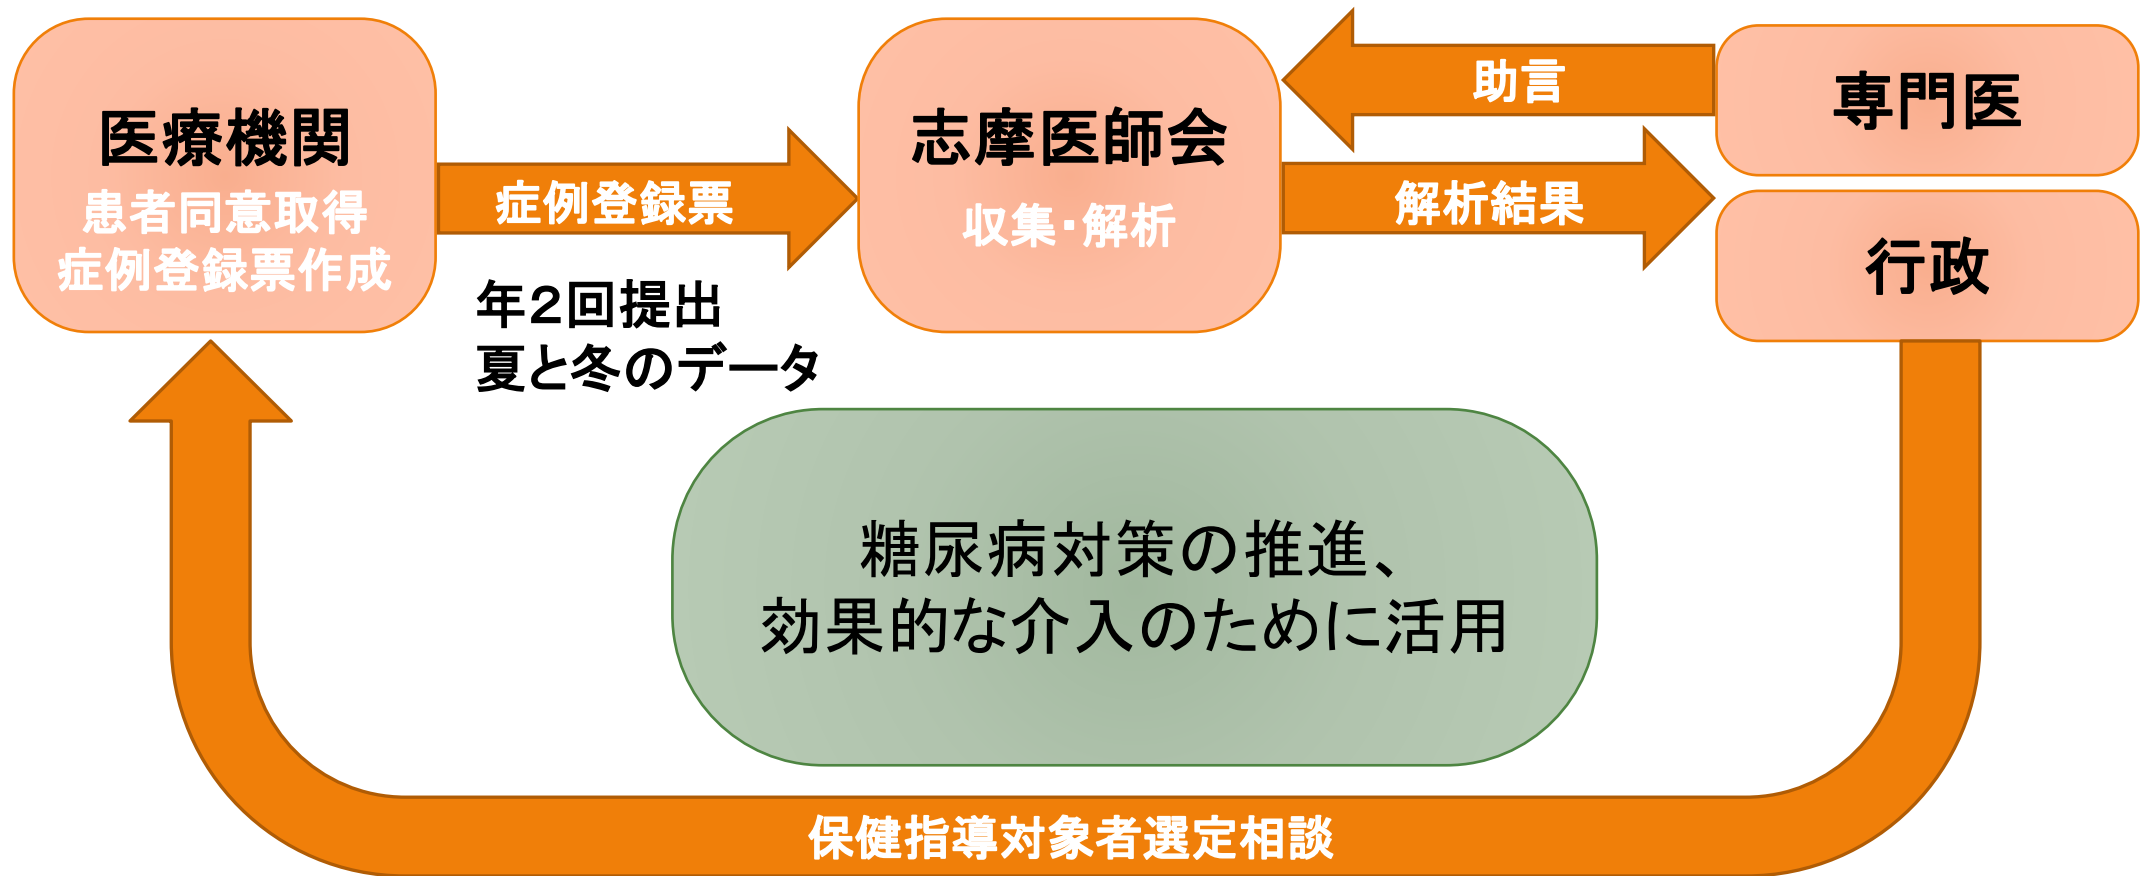 医療機関
患者同意取得
症例登録票作成
症例登録票
年２回提出
夏と冬のデータ
志摩医師会
収集・解析
助言
解析結果
専門医
行政
糖尿病対策の推進、
効果的な介入のために活用
保健指導対象者選定相談